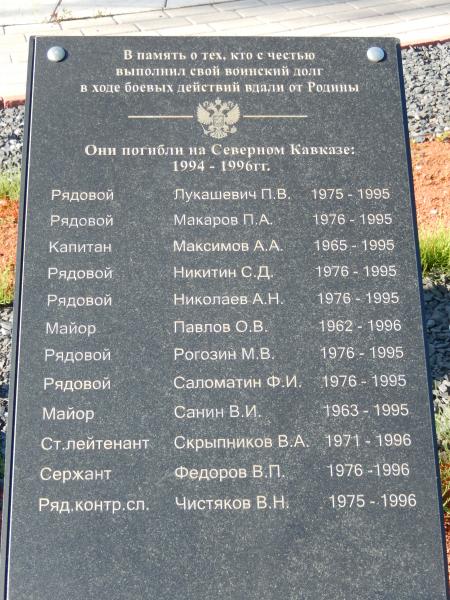 В память о тех, кто с честью
выполнил свой воинский долг
в ходе боевых действий вдали от Родины
Они погибли на Северном Кавказе:
1994 - 1996гг.
Рядовой Лукашевич П.В. 1975 - 1995
Рядовой Макаров П.А. 1976 - 1995
Капитан Максимов А.А. 1965 - 1995
Рядовой Никитин С.Д. 1976 - 1995
Рядовой Николаев А.Н. 1976 - 1995
Майор Павлов О.В. 1962 - 1996
Рядовой Рогозин М.В. 1976 - 1995
Рядовой Саломатин Ф.И. 1976 - 1995
Майор Санин В.И. 1963 - 1995
Ст.лейтенант Скрыпников В.А. 1971 - 1996
Сержант Федоров В.П. 1976 -1996
Ряд.контр.сл. Чистяков В.Н. 1975 - 1996